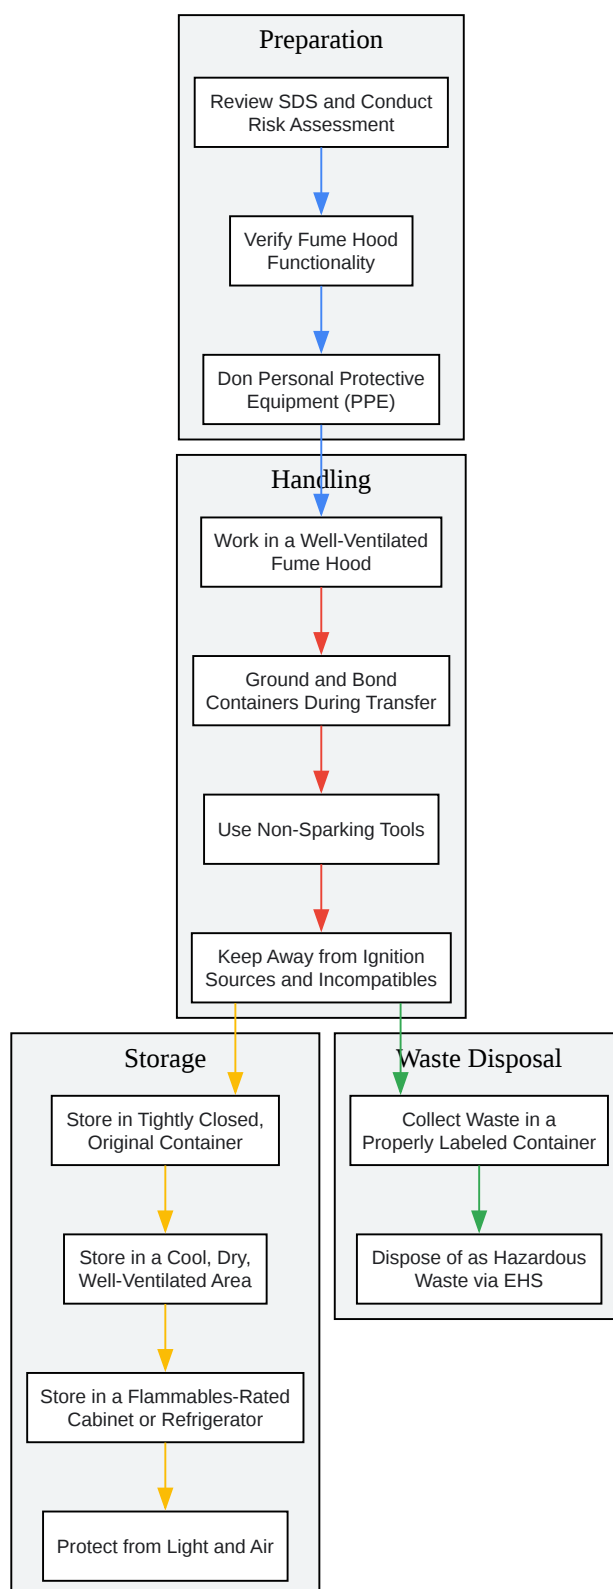 Preparation
Review SDS and Conduct
Risk Assessment
Verify Fume Hood
Functionality
Don Personal Protective
Equipment (PPE)
Handling
Work in a Well-Ventilated
Fume Hood
Ground and Bond
Containers During Transfer
Use Non-Sparking Tools
Keep Away from Ignition
Sources and Incompatibles
Storage
Store in Tightly Closed,
Original Container
Store in a Cool, Dry,
Well-Ventilated Area
Store in a Flammables-Rated
Cabinet or Refrigerator
Protect from Light and Air
Waste Disposal
Collect Waste in a
Properly Labeled Container
Dispose of as Hazardous
Waste via EHS